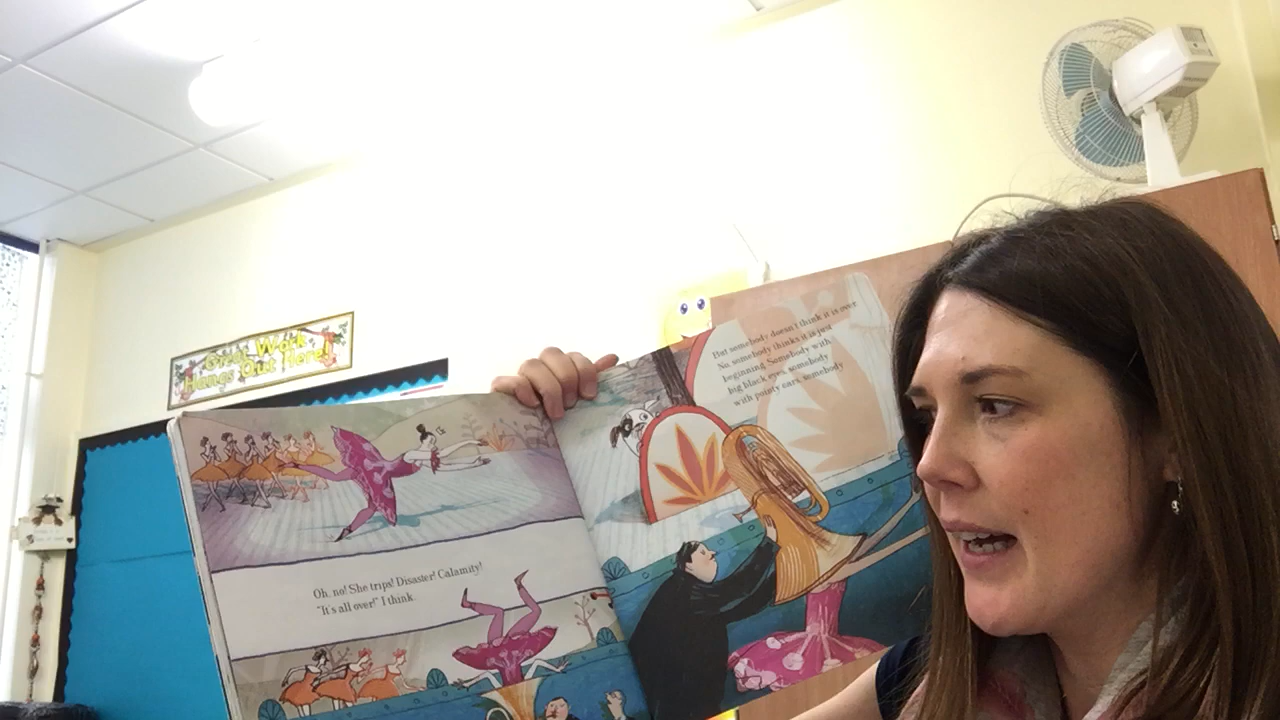 Great Work
Hangs Out Here!
Oh, no! She trips! Disaster! Calamity!
"It's all over!" I think.
But somebody doesn't think it is over.
No, somebody thinks it is just
beginning. Somebody with
big black eyes, somebody
with pointy ears, somebody